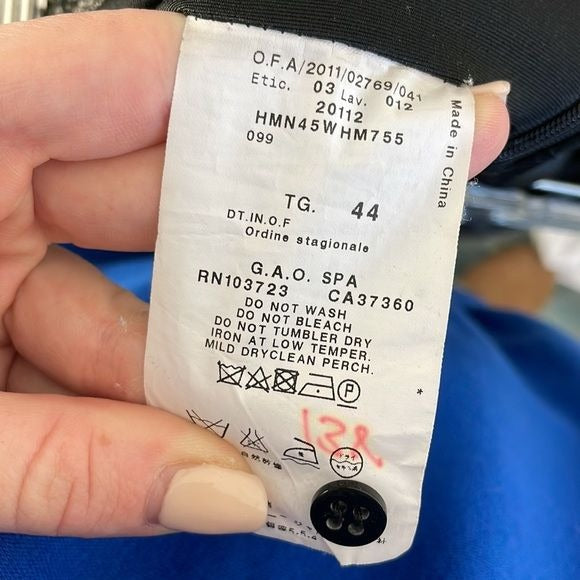 O.F.A/2011/02769/041
Etic. 03 Lav. 012
20112
HMN45WHM755
099
Made in China
TG. 44
DT.IN.O.F
Ordine stagionale
G.A.O. SPA
RN103723 CA37360
DO NOT WASH
DO NOT BLEACH
DO NOT TUMBLER DRY
IRON AT LOW TEMPER.
MILD DRYCLEAN PERCH.
P
*